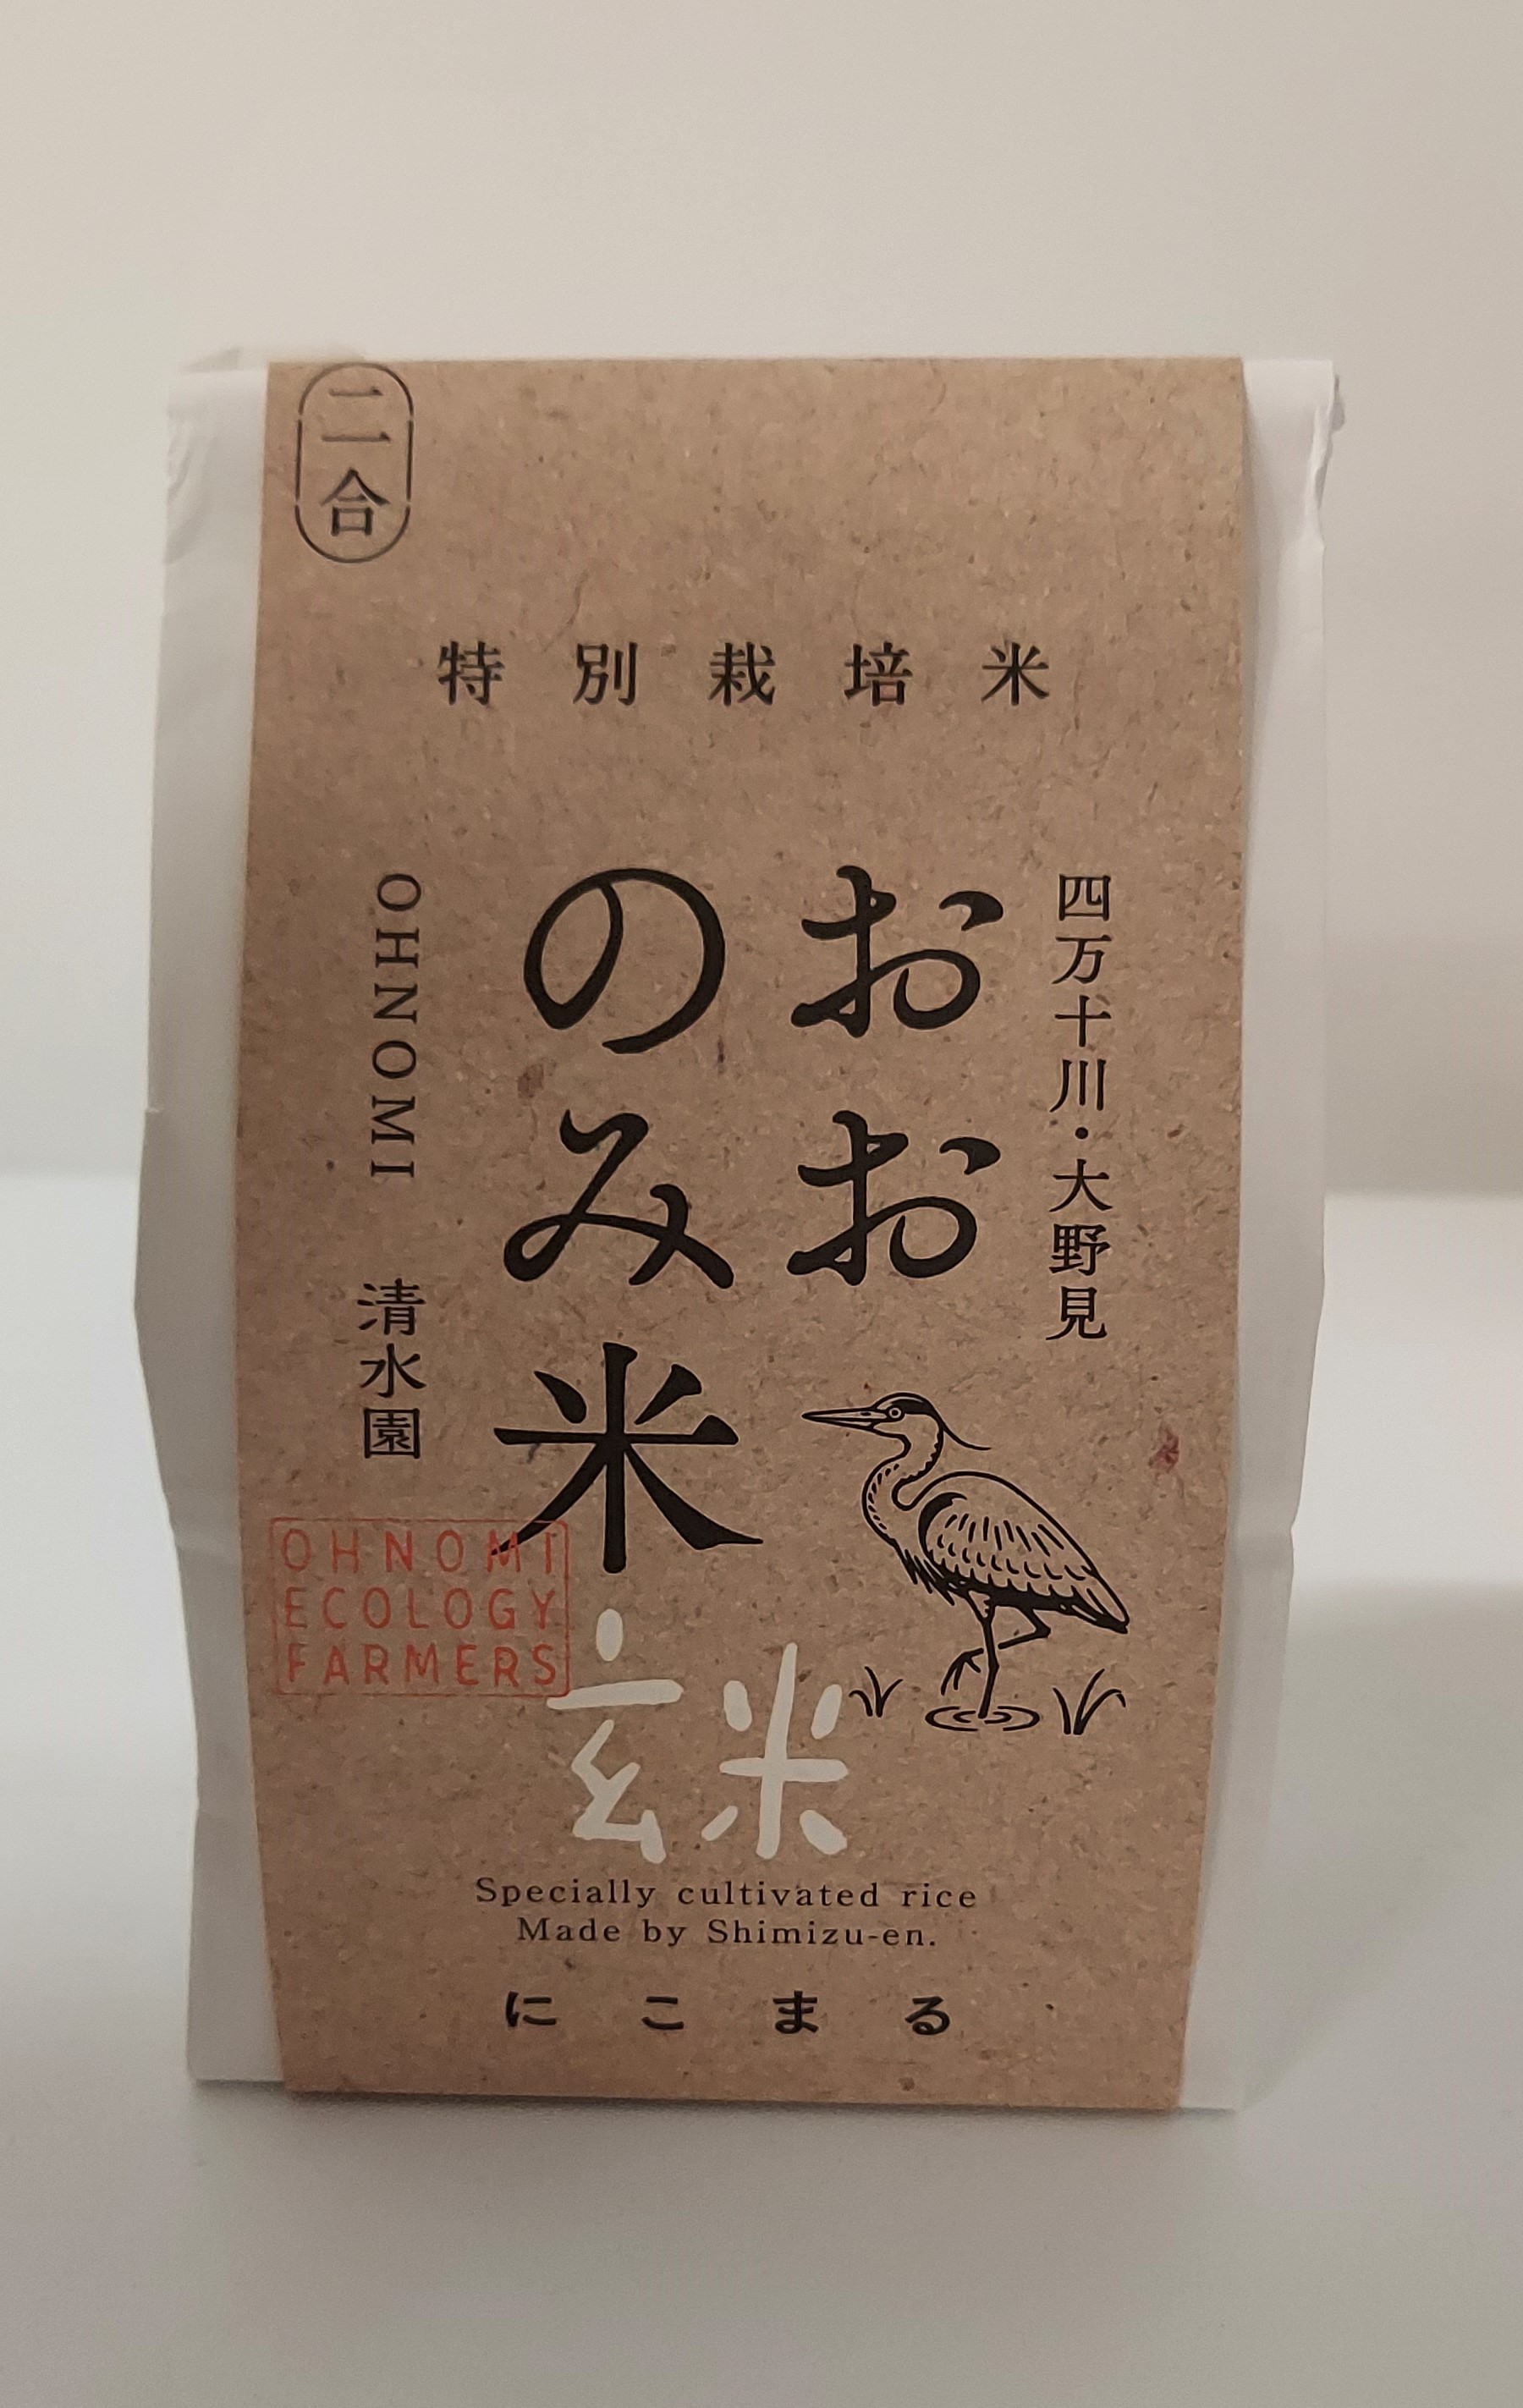 二合
特別栽培米
四万十川・大野見
おお
のみ米
OHNOMI 清水園
OHNOMI
ECOLOGY
FARMERS
玄米
Specially cultivated rice
Made by Shimizu-en.
にこまる